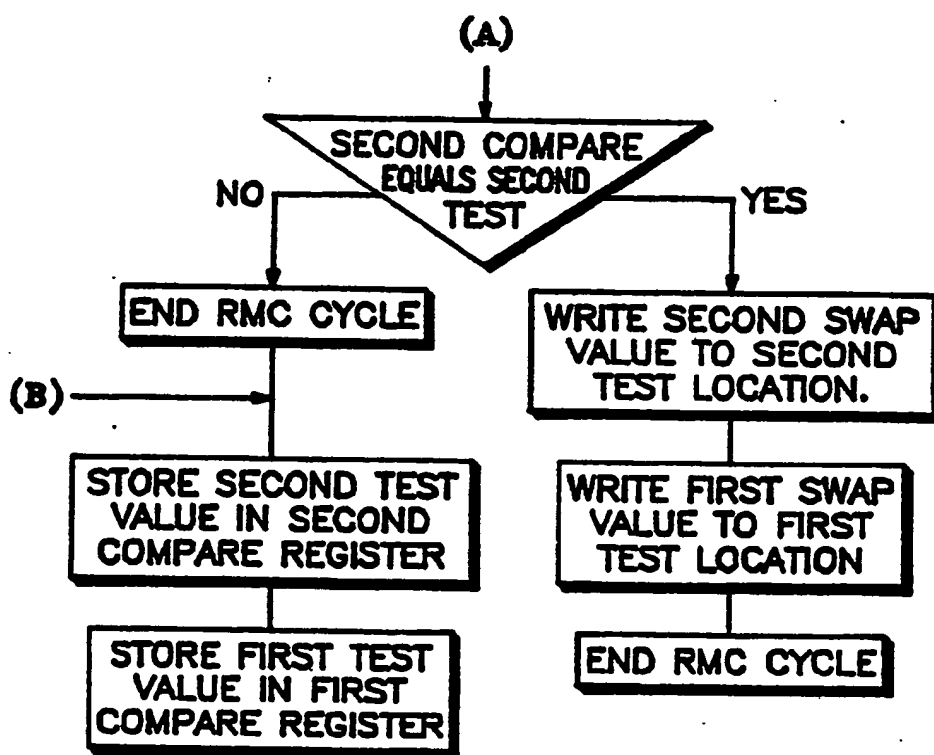 (A)
SECOND COMPARE
EQUALS SECOND
TEST
NO
YES
END RMC CYCLE
(B)
STORE SECOND TEST
VALUE IN SECOND
COMPARE REGISTER
STORE FIRST TEST
VALUE IN FIRST
COMPARE REGISTER
WRITE SECOND SWAP
VALUE TO SECOND
TEST LOCATION.
WRITE FIRST SWAP
VALUE TO FIRST
TEST LOCATION
END RMC CYCLE